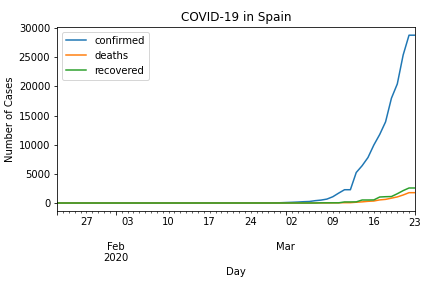 COVID-19 in Spain
confirmed
deaths
recovered
Number of Cases
30000
25000
20000
15000
10000
5000
0
27 03 10 17 24 02 09 16 23
Feb Mar
2020
Day